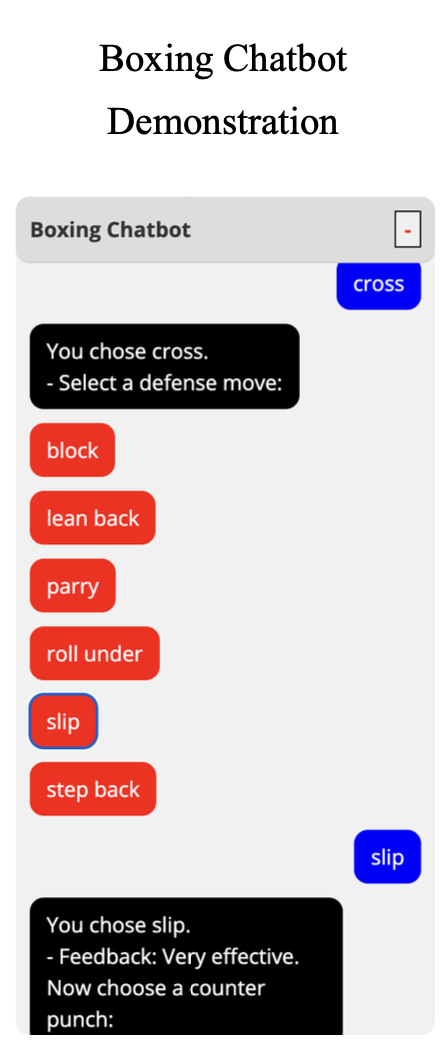 Boxing Chatbot
Demonstration
Boxing Chatbot
-
cross
You chose cross.
- Select a defense move:
block
lean back
parry
roll under
slip
step back
slip
You chose slip.
- Feedback: Very effective.
Now choose a counter
punch: